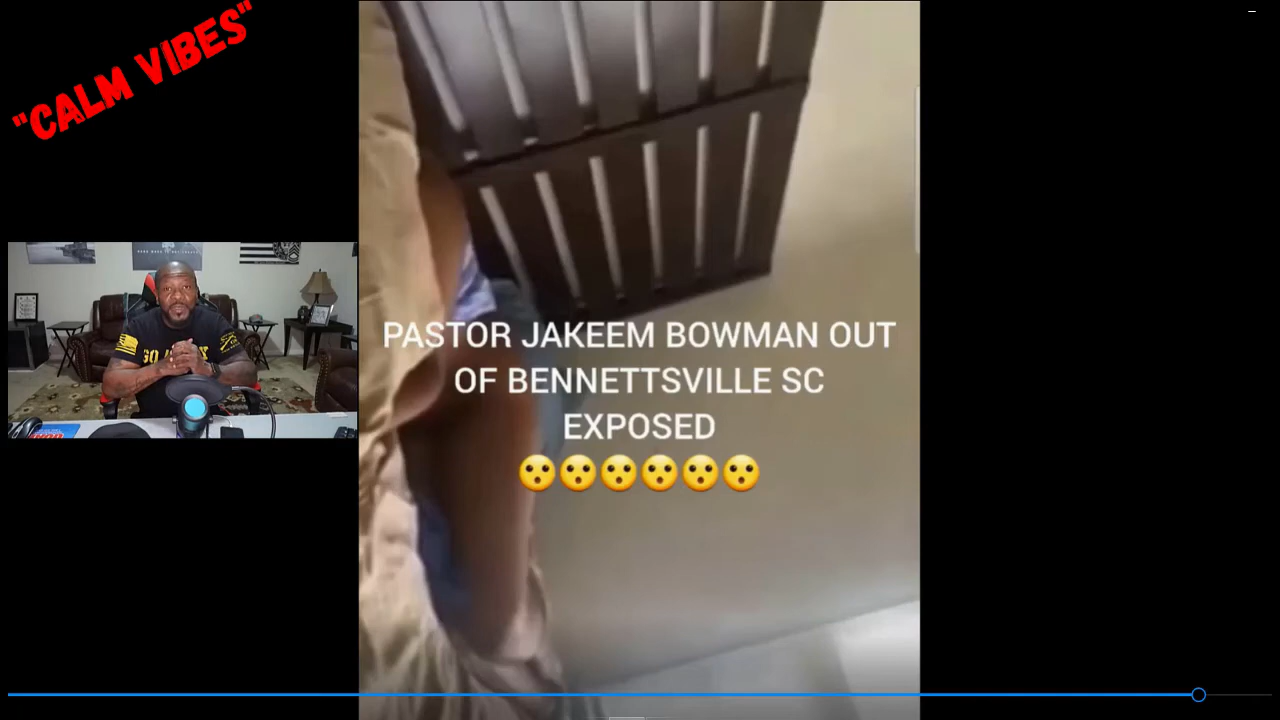 "CALM VIBES"
PASTOR JAKEEM BOWMAN OUT
OF BENNETTSVILLE SC
EXPOSED
😮😮😮😮😮😮